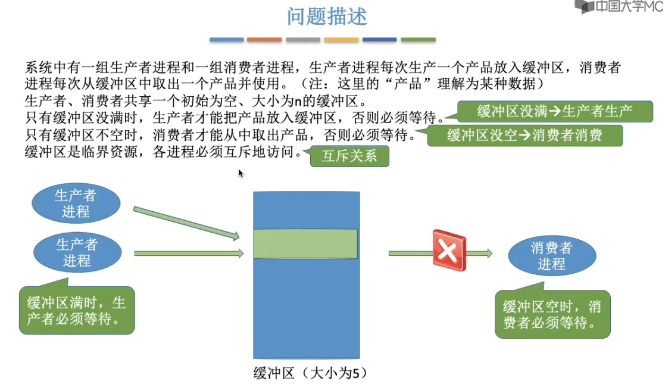 中国大学MO
问题描述
系统中有一组生产者进程和一组消费者进程，生产者进程每次生产一个产品放入缓冲区，消费者
进程每次从缓冲区中取出一个产品并使用。（注：这里的“产品”理解为某种数据）
生产者、消费者共享一个初始为空、大小为n的缓冲区。
只有缓冲区没满时，生产者才能把产品放入缓冲区，否则必须等待。
缓冲区没满→生产者生产
只有缓冲区不空时，消费者才能从中取出产品，否则必须等待。
缓冲区没空→消费者消费
缓冲区是临界资源，各进程必须互斥地访问。
互斥关系
生产者
进程
生产者
进程
消费者
进程
缓冲区满时，生
产者必须等待。
缓冲区空时，消
费者必须等待。
缓冲区（大小为5）